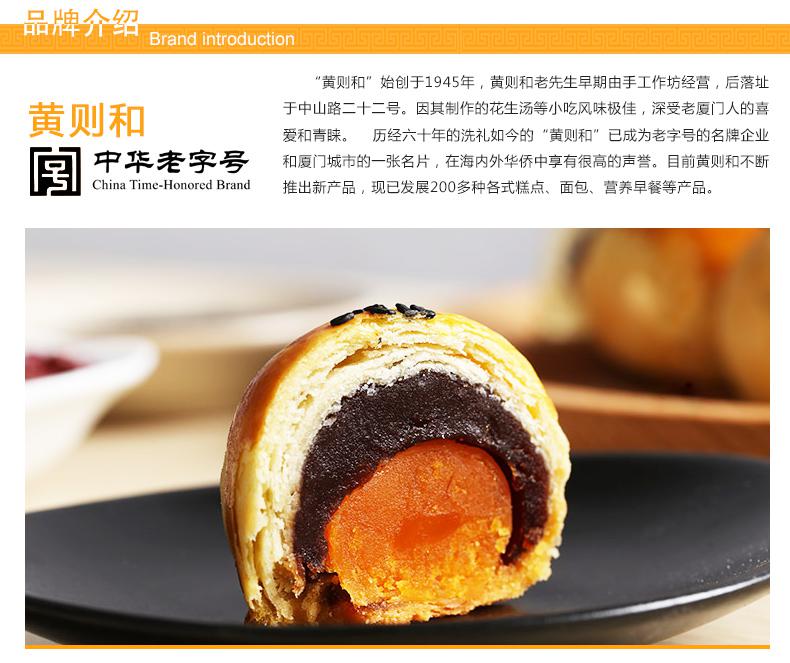 品牌介绍 Brand introduction
黄则和
中华老字号
China Time-Honored Brand
“黄则和”始创于1945年，黄则和老先生早期由手工作坊经营，后落址
于中山路二十二号。因其制作的花生汤等小吃风味极佳，深受老厦门人的喜
爱和青睐。 历经六十年的洗礼如今的“黄则和”已成为老字号的名牌企业
和厦门城市的一张名片，在海内外华侨中享有很高的声誉。目前黄则和不断
推出新产品，现已发展200多种各式糕点、面包、营养早餐等产品。